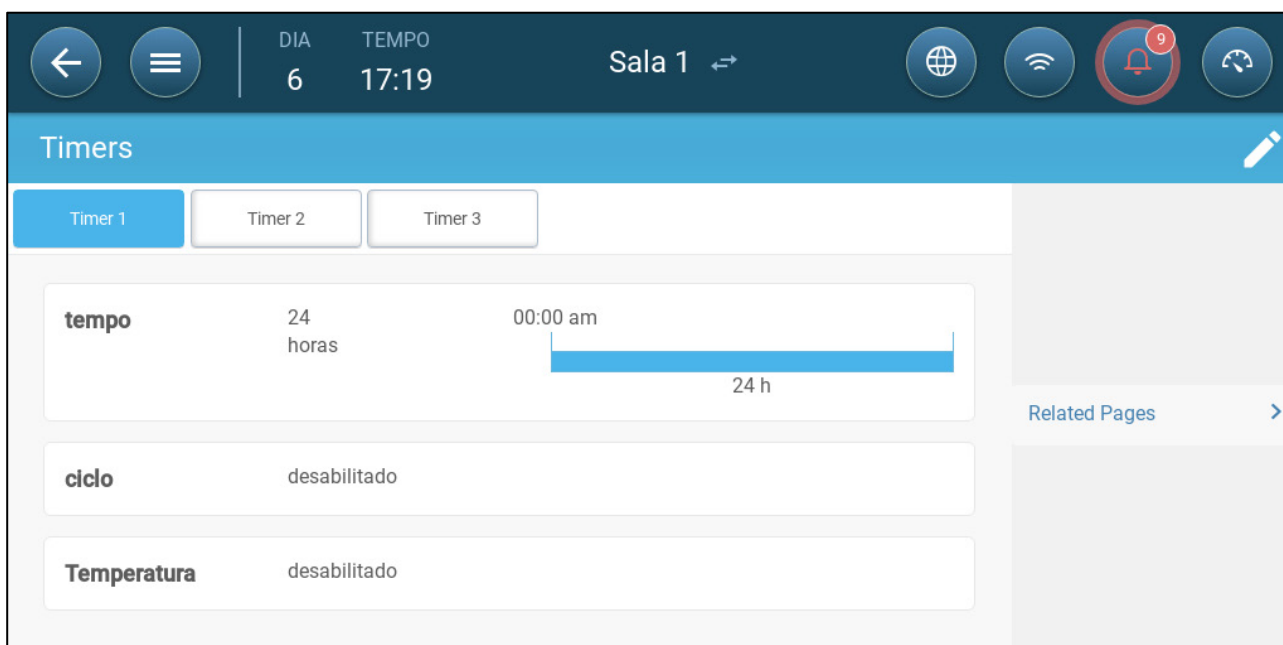 DIA TEMPO
6 17:19
Sala 1
9
Timers
Timer 1 Timer 2 Timer 3
tempo 24 00:00 am
horas
24 h
Related Pages
ciclo desabilitado
Temperatura desabilitado